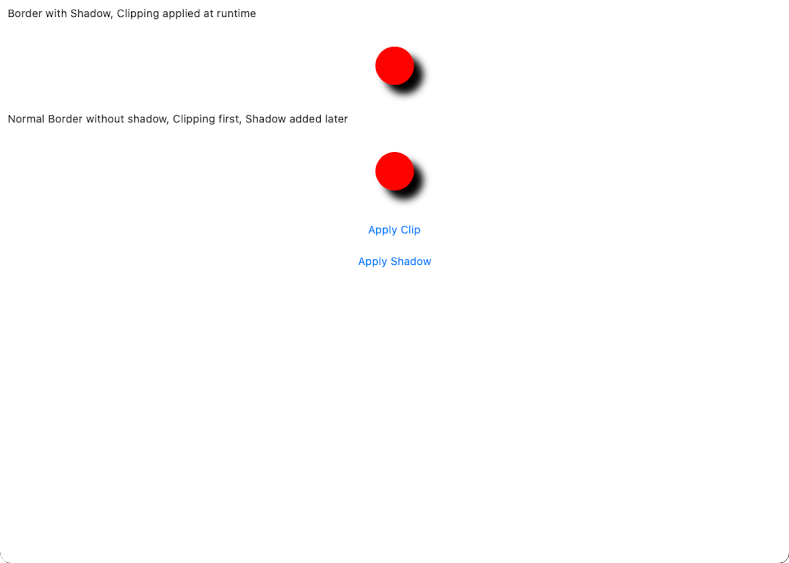 Border with Shadow, Clipping applied at runtime
Normal Border without shadow, Clipping first, Shadow added later
Apply Clip
Apply Shadow